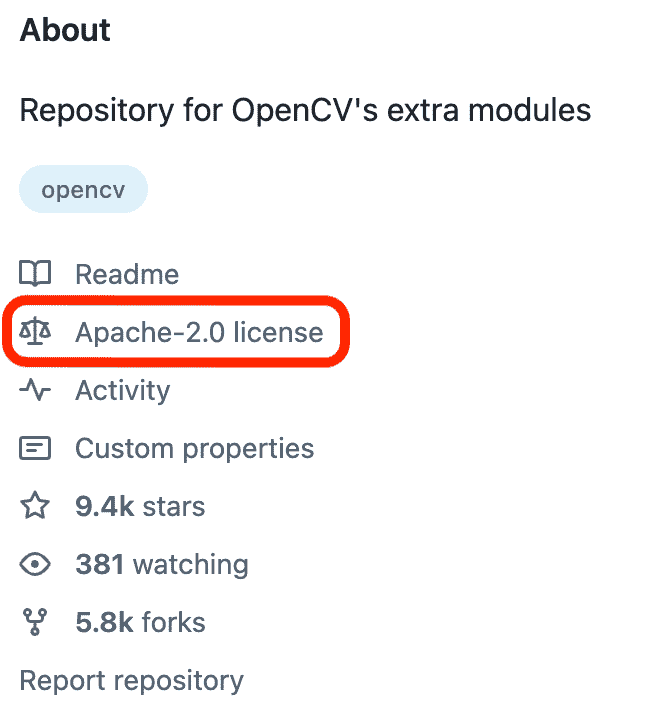 About
Repository for OpenCV's extra modules
opencv
Readme
Apache-2.0 license
Activity
Custom properties
9.4k stars
381 watching
5.8k forks
Report repository